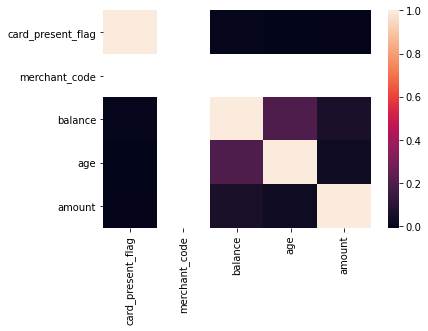 card_present_flag
merchant_code
balance
age
amount
card_present_flag
merchant_code
balance
age
amount
1.0
0.8
0.6
0.4
0.2
0.0